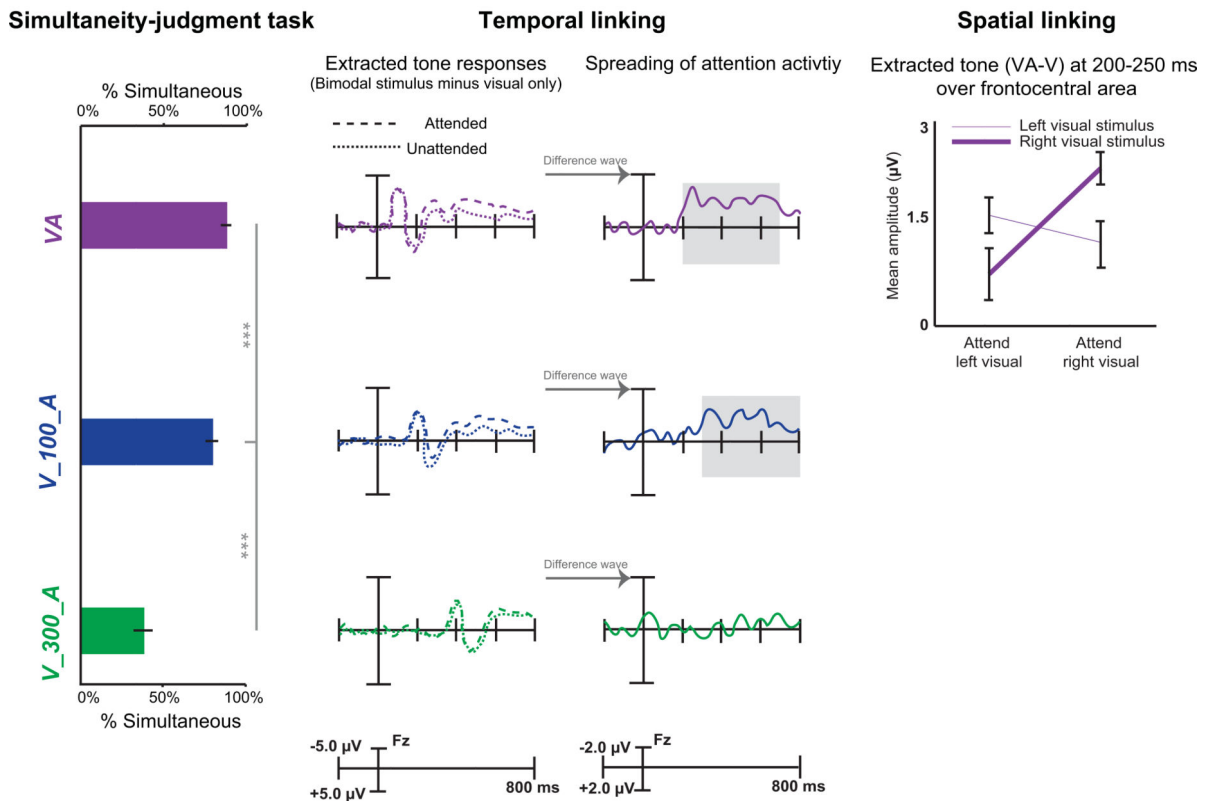 Simultaneity-judgment task
Temporal linking
Spatial linking
Extracted tone responses
(Bimodal stimulus minus visual only)
Spreading of attention activtiy
Extracted tone (VA-V) at 200-250 ms
over frontocentral area
% Simultaneous
0% 50% 100%
Attended
Unattended
Difference wave
VA
***
3
1.5
0
Mean amplitude (µV)
Left visual stimulus
Right visual stimulus
Attend
left visual
Attend
right visual
Difference wave
V_100_A
***
Difference wave
V_300_A
0% 50% 100%
% Simultaneous
-5.0 µV
Fz
+5.0 µV
800 ms
-2.0 µV
Fz
+2.0 µV
800 ms